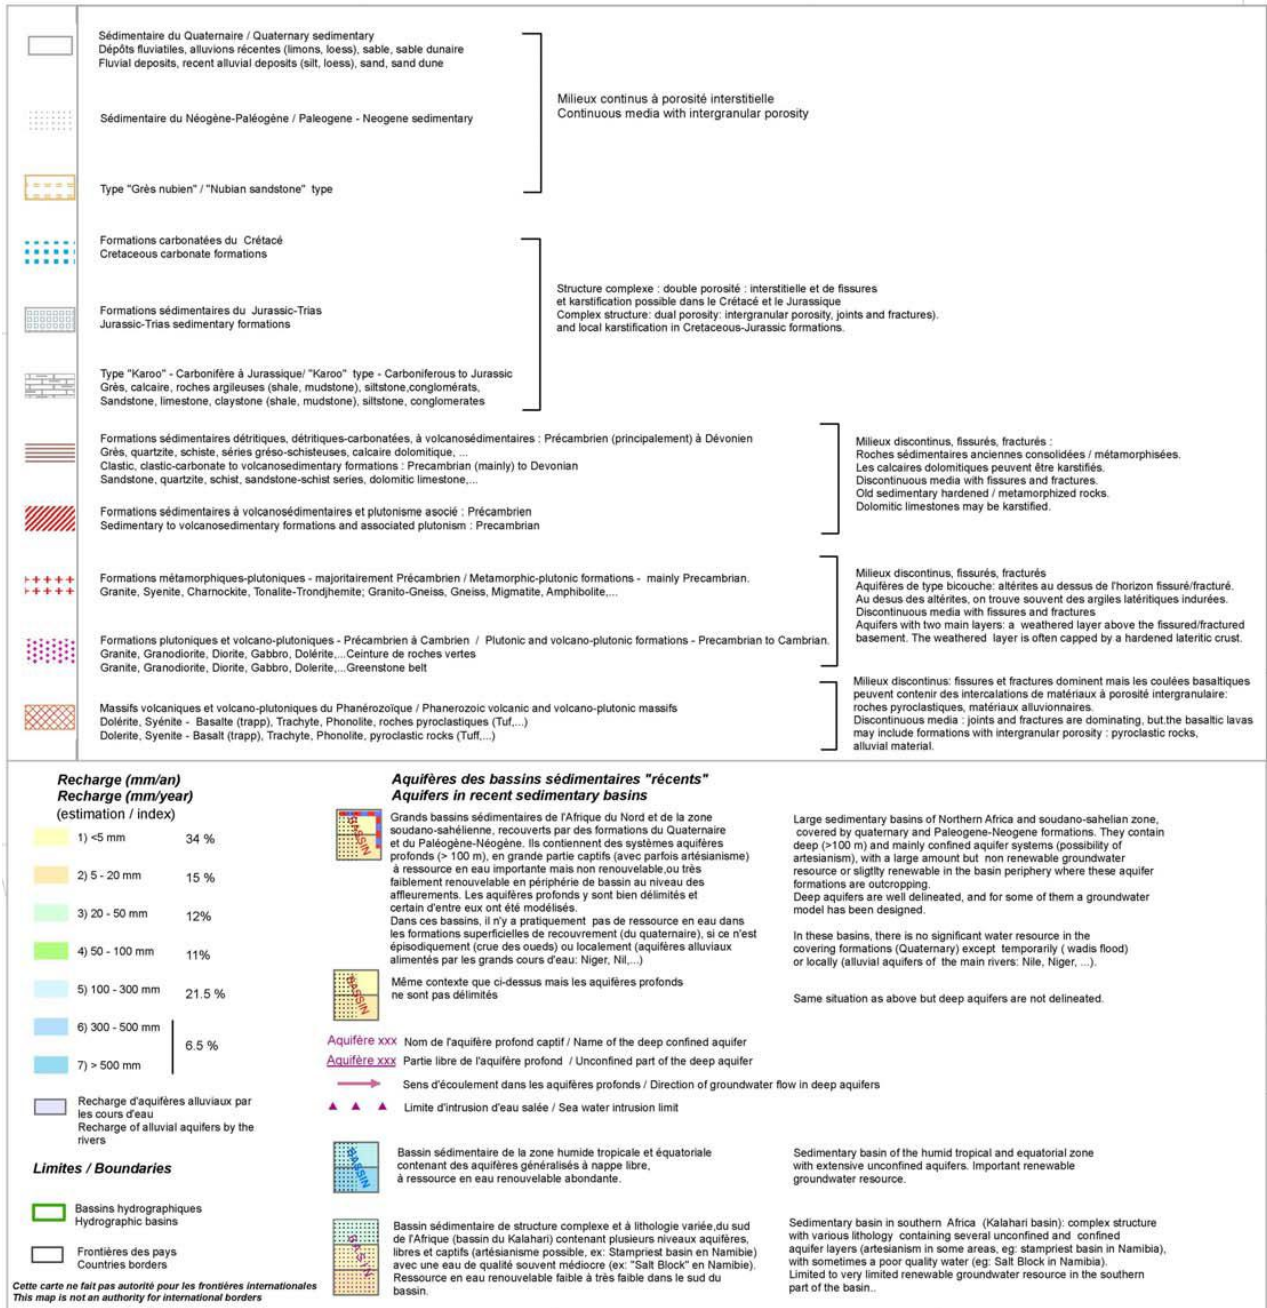 Sédimentaire du Quaternaire / Quaternary sedimentary
Dépôts fluviatiles, alluvions récentes (limons, loess), sable, sable dunaire
Fluvial deposits, recent alluvial deposits (silt, loess), sand, sand dune
Sédimentaire du Néogène-Paléogène / Paleogene - Neogene sedimentary
Type "Grès nubien" / "Nubian sandstone" type
Milieux continus à porosité interstitielle
Continuous media with intergranular porosity
Formations carbonatées du Crétacé
Cretaceous carbonate formations
Formations sédimentaires du Jurassic-Trias
Jurassic-Trias sedimentary formations
Type "Karoo" - Carbonifère à Jurassique/ "Karoo" type - Carboniferous to Jurassic
Grès, calcaire, roches argileuses (shale, mudstone), siltstone,conglomérats,
Sandstone, limestone, claystone (shale, mudstone), siltstone, conglomerates
Structure complexe : double porosité : interstitielle et de fissures
et karstification possible dans le Crétacé et le Jurassique
Complex structure: dual porosity: intergranular porosity, joints and fractures).
and local karstification in Cretaceous-Jurassic formations.
Formations sédimentaires détritiques, détritiques-carbonatées, à volcanosédimentaires : Précambrien (principalement) à Dévonien
Grès, quartzite, schiste, séries gréso-schisteuses, calcaire dolomitique, ...
Clastic, clastic-carbonate to volcanosedimentary formations : Precambrian (mainly) to Devonian
Sandstone, quartzite, schist, sandstone-schist series, dolomitic limestone,...
Formations sédimentaires à volcanosédimentaires et plutonisme asocié : Précambrien
Sedimentary to volcanosedimentary formations and associated plutonism : Precambrian
Milieux discontinus, fissurés, fracturés :
Roches sédimentaires anciennes consolidées / métamorphisées.
Les calcaires dolomitiques peuvent être karstifiés.
Discontinuous media with fissures and fractures.
Old sedimentary hardened / metamorphized rocks.
Dolomitic limestones may be karstified.
Formations métamorphiques-plutoniques - majoritairement Précambrien / Metamorphic-plutonic formations - mainly Precambrian.
Granite, Syenite, Charnockite, Tonalite-Trondjhemite; Granito-Gneiss, Gneiss, Migmatite, Amphibolite,...
Formations plutoniques et volcano-plutoniques - Précambrien à Cambrien / Plutonic and volcano-plutonic formations - Precambrian to Cambrian.
Granite, Granodiorite, Diorite, Gabbro, Dolérite,...Ceinture de roches vertes
Granite, Granodiorite, Diorite, Gabbro, Dolerite,...Greenstone belt
Milieux discontinus, fissurés, fracturés
Aquifères de type bicouche: altérites au dessus de l'horizon fissuré/fracturé.
Au desus des altérites, on trouve souvent des argiles latéritiques indurées.
Discontinuous media with fissures and fractures
Aquifers with two main layers: a weathered layer above the fissured/fractured
basement. The weathered layer is often capped by a hardened lateritic crust.
Massifs volcaniques et volcano-plutoniques du Phanérozoïque / Phanerozoic volcanic and volcano-plutonic massifs
Dolérite, Syénite - Basalte (trapp), Trachyte, Phonolite, roches pyroclastiques (Tuf,...)
Dolerite, Syenite - Basalt (trapp), Trachyte, Phonolite, pyroclastic rocks (Tuff,...)
Milieu discontinus: fissures et fractures dominent mais les coulées basaltiques
peuvent contenir des intercalations de matériaux à porosité intergranulaire:
roches pyroclastiques, matériaux alluvionnaires.
Discontinuous media : joints and fractures are dominating, but.the basaltic lavas
may include formations with intergranular porosity : pyroclastic rocks,
alluvial material.
Recharge (mm/an)
Recharge (mm/year)
(estimation / index)
1) <5 mm 34 %
2) 5 - 20 mm 15 %
3) 20 - 50 mm 12%
4) 50 - 100 mm 11%
5) 100 - 300 mm 21.5 %
6) 300 - 500 mm
6.5 %
7) > 500 mm
Recharge d'aquifères alluviaux par
les cours d'eau
Recharge of alluvial aquifers by the
rivers
Limites / Boundaries
Bassins hydrographiques
Hydrographic basins
Frontières des pays
Countries borders
Cette carte ne fait pas autorité pour les frontières internationales
This map is not an authority for international borders
Aquifères des bassins sédimentaires "récents"
Aquifers in recent sedimentary basins
BASSIN
Grands bassins sédimentaires de l'Afrique du Nord et de la zone
soudano-sahélienne, recouverts par des formations du Quaternaire
et du Paléogène-Néogène. Ils contiennent des systèmes aquifères
profonds (> 100 m), en grande partie captifs (avec parfois artésianisme)
à ressource en eau importante mais non renouvelable,ou très
faiblement renouvelable en périphérie de bassin au niveau des
affleurements. Les aquifères profonds y sont bien délimités et
certain d'entre eux ont été modélisés.
Dans ces bassins, il n'y a pratiquement pas de ressource en eau dans
les formations superficielles de recouvrement (du quaternaire), si ce n'est
épisodiquement (crue des oueds) ou localement (aquifères alluviaux
alimentés par les grands cours d'eau: Niger, Nil,...)
Large sedimentary basins of Northern Africa and soudano-sahelian zone,
covered by quaternary and Paleogene-Neogene formations. They contain
deep (>100 m) and mainly confined aquifer systems (possibility of
artesianism), with a large amount but non renewable groundwater
resource or sligtlty renewable in the basin periphery where these aquifer
formations are outcropping.
Deep aquifers are well delineated, and for some of them a groundwater
model has been designed.
In these basins, there is no significant water resource in the
covering formations (Quaternary) except temporarily ( wadis flood)
or locally (alluvial aquifers of the main rivers: Nile, Niger, ...).
BASSIN
Même contexte que ci-dessus mais les aquifères profonds
ne sont pas délimités
Same situation as above but deep aquifers are not delineated.
Aquifère xxx Nom de l'aquifère profond captif / Name of the deep confined aquifer
Aquifère xxx Partie libre de l'aquifère profond / Unconfined part of the deep aquifer
Sens d'écoulement dans les aquifères profonds / Direction of groundwater flow in deep aquifers
Limite d'intrusion d'eau salée / Sea water intrusion limit
BASSIN
Bassin sédimentaire de la zone humide tropicale et équatoriale
contenant des aquifères généralisés à nappe libre,
à ressource en eau renouvelable abondante.
Sedimentary basin of the humid tropical and equatorial zone
with extensive unconfined aquifers. Important renewable
groundwater resource.
BASSIN
Bassin sédimentaire de structure complexe et à lithologie variée,du sud
de l'Afrique (bassin du Kalahari) contenant plusieurs niveaux aquifères,
libres et captifs (artésianisme possible, ex: Stampriest basin en Namibie)
avec une eau de qualité souvent médiocre (ex: "Salt Block" en Namibie).
Ressource en eau renouvelable faible à très faible dans le sud du
bassin.
Sedimentary basin in southern Africa (Kalahari basin): complex structure
with various lithology containing several unconfined and confined
aquifer layers (artesianism in some areas, eg: stampriest basin in Namibia),
with sometimes a poor quality water (eg: Salt Block in Namibia).
Limited to very limited renewable groundwater resource in the southern
part of the basin..